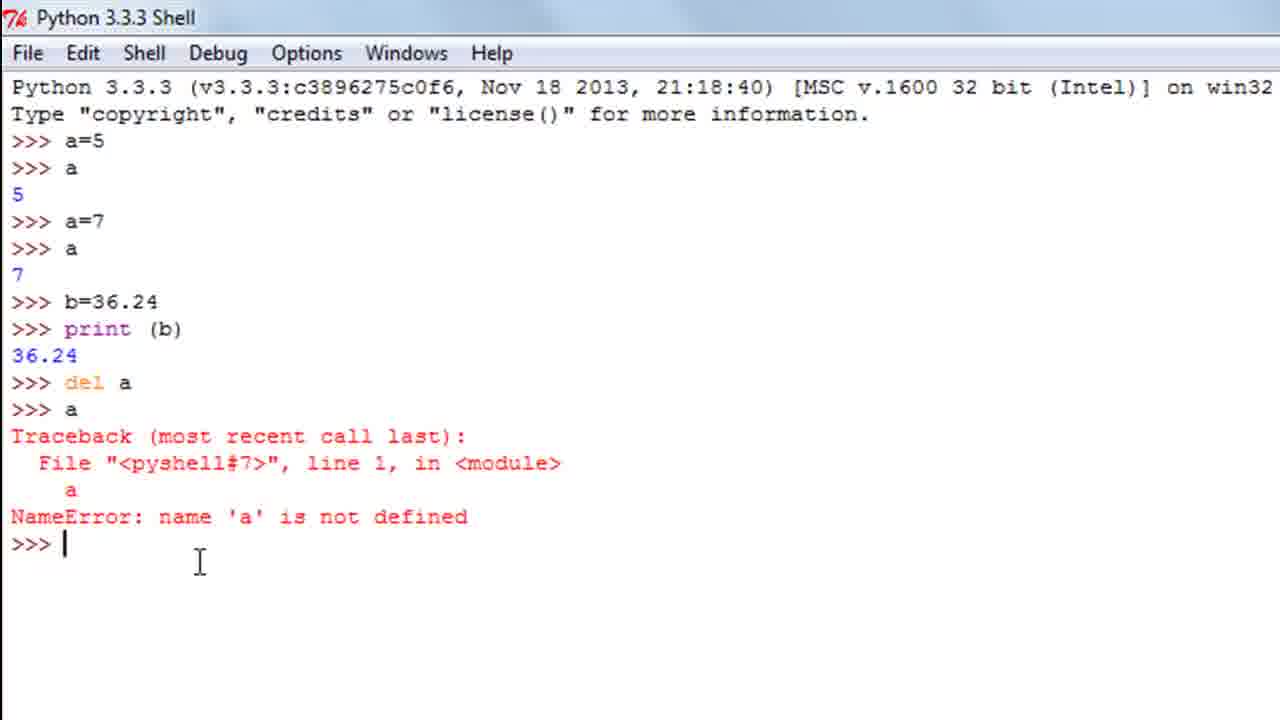 Python 3.3.3 Shell
File Edit Shell Debug Options Windows Help
Python 3.3.3 (v3.3.3:c3896275c0f6, Nov 18 2013, 21:18:40) [MSC v.1600 32 bit (Intel)] on win32
Type "copyright", "credits" or "license()" for more information.
>>> a=5
>>> a
5
>>> a=7
>>> a
7
>>> b=36.24
>>> print (b)
36.24
>>> del a
>>> a
Traceback (most recent call last):
  File "<pyshell#7>", line 1, in <module>
    a
NameError: name 'a' is not defined
>>>